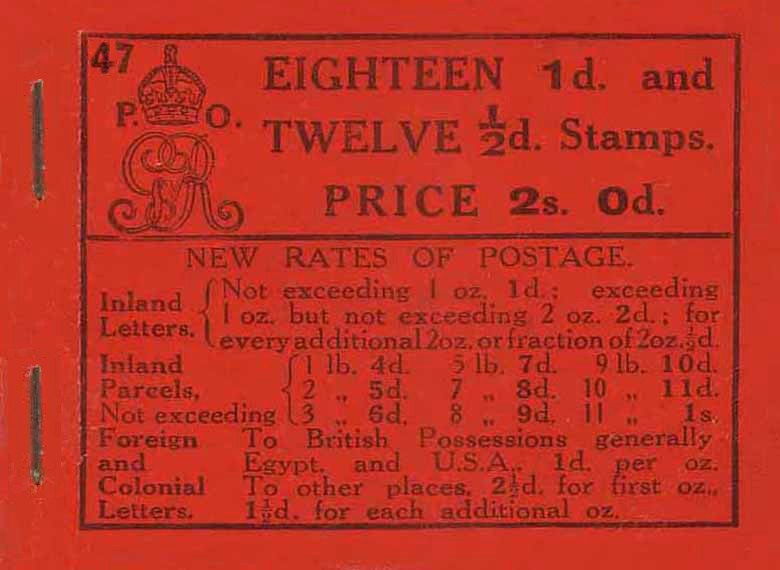 47
P. O.
GVR
EIGHTEEN 1d. and
TWELVE ½d. Stamps.
PRICE 2s. 0d.
NEW RATES OF POSTAGE.
Inland Letters. { Not exceeding 1 oz. 1d.; exceeding
1 oz. but not exceeding 2 oz. 2d.; for
every additional 2oz. or fraction of 2oz. ½d.
Inland { 1 lb. 4d. 5 lb. 7d. 9 lb. 10d.
Parcels, 2 „ 5d. 7 „ 8d. 10 „ 11d.
Not exceeding 3 „ 6d. 8 „ 9d. 11 „ 1s.
Foreign To British Possessions generally
and Egypt, and U.S.A., 1d. per oz.
Colonial To other places, 2½d. for first oz.,
Letters. 1½d. for each additional oz.